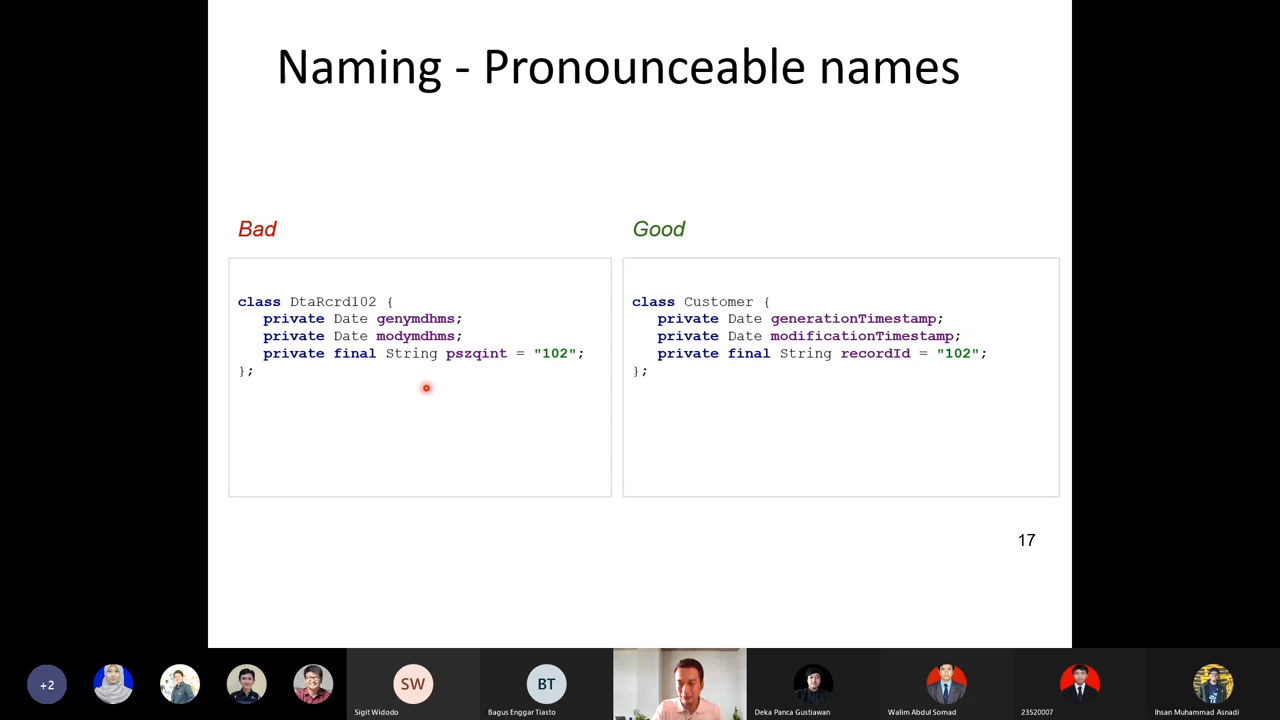 Naming - Pronounceable names
Bad
class DtaRcrd102 {
private Date genymdhms;
private Date modymdhms;
private final String pszqint = "102";
};
Good
class Customer {
private Date generationTimestamp;
private Date modificationTimestamp;
private final String recordId = "102";
};
17
+2
SW
Sigit Widodo
BT
Bagus Enggar Tiasto
Deka Panca Gustiawan
Walim Abdul Somad
23520007
Ihsan Muhammad Asnadi